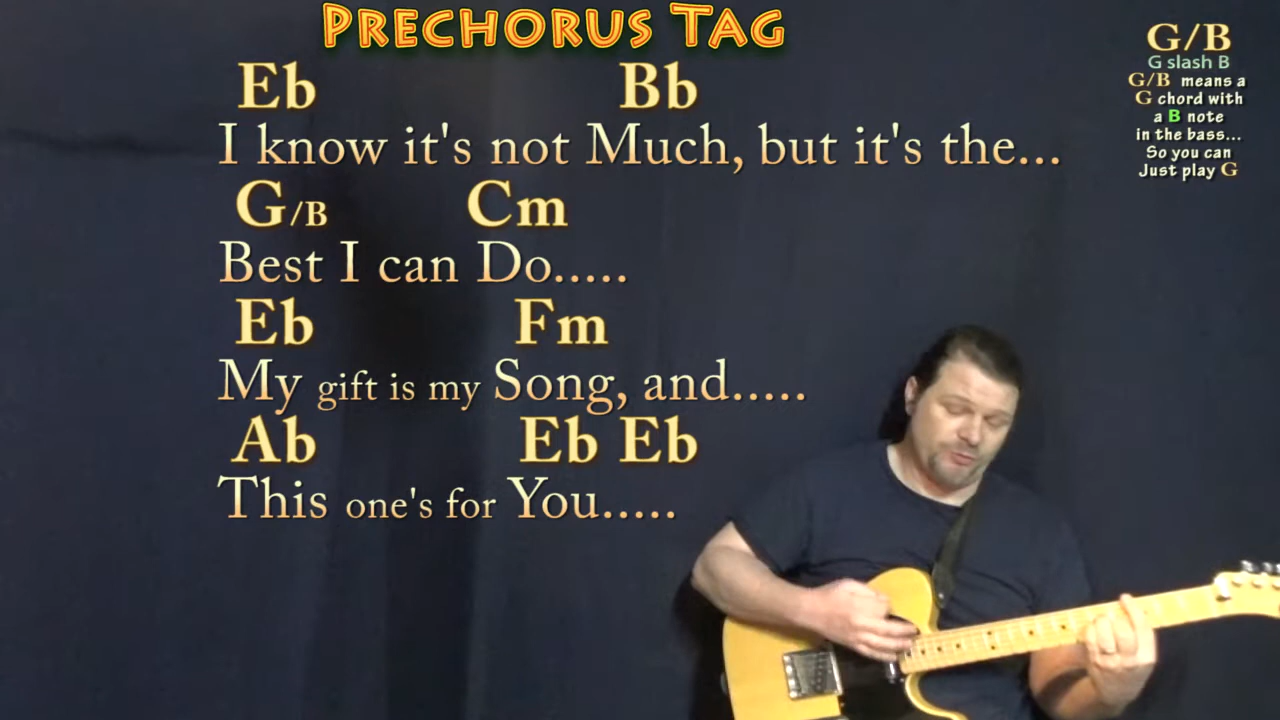 PRECHORUS TAG
Eb Bb
I know it's not Much, but it's the...
G/B Cm
Best I can Do.....
Eb Fm
My gift is my Song, and.....
Ab Eb Eb
This one's for You.....
G/B
G slash B
G/B means a
G chord with
a B note
in the bass...
So you can
Just play G